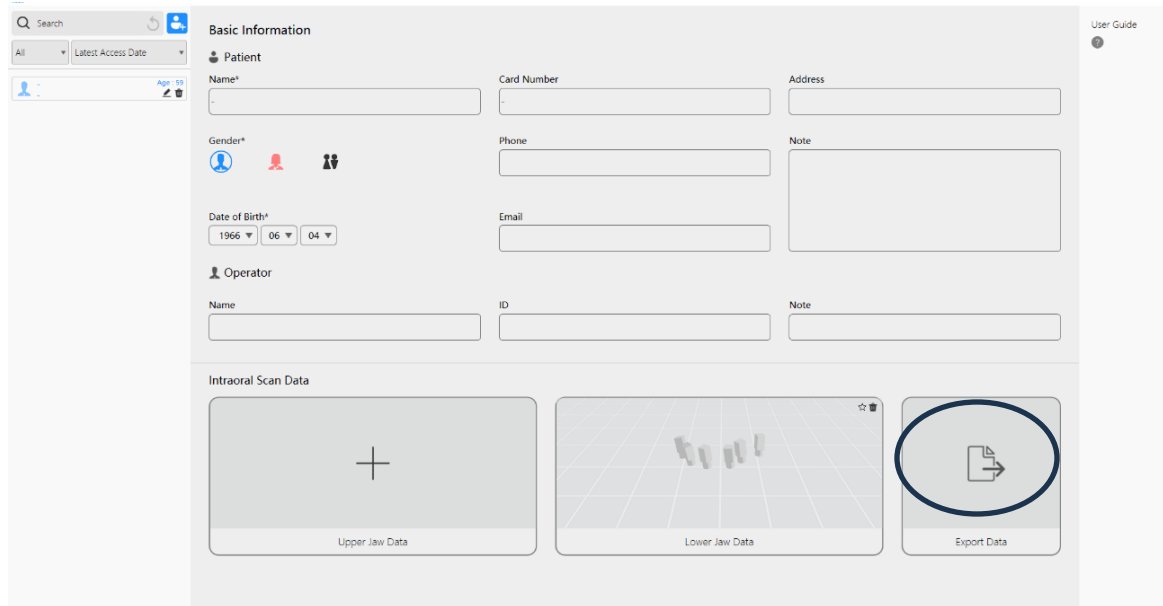 Search
All
Latest Access Date
-
-
Age : 59
Basic Information
Patient
Name*
-
Card Number
-
Address
Gender*
Phone
Note
Date of Birth*
1966
06
04
Email
Operator
Name
ID
Note
Intraoral Scan Data
Upper Jaw Data
Lower Jaw Data
Export Data
User Guide
?